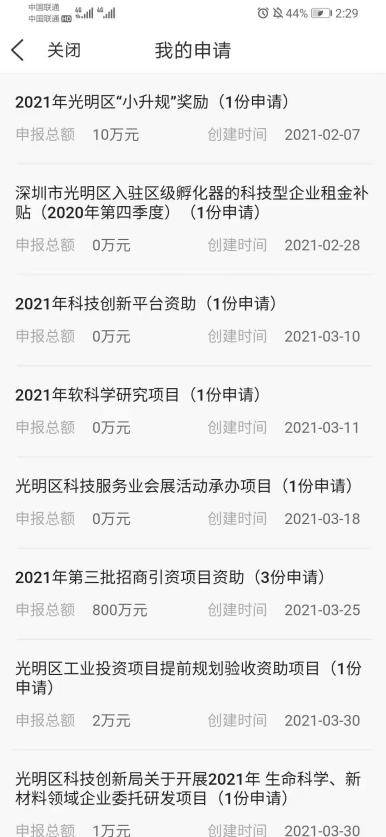 中国联通
中国联通 HD 4G 4G 44% 2:29
关闭 我的申请
2021年光明区“小升规”奖励（1份申请）
申报总额 10万元 创建时间 2021-02-07
深圳市光明区入驻区级孵化器的科技型企业租金补
贴（2020年第四季度）（1份申请）
申报总额 0万元 创建时间 2021-02-28
2021年科技创新平台资助（1份申请）
申报总额 0万元 创建时间 2021-03-10
2021年软科学研究项目（1份申请）
申报总额 0万元 创建时间 2021-03-11
光明区科技服务业会展活动承办项目（1份申请）
申报总额 0万元 创建时间 2021-03-18
2021年第三批招商引资项目资助（3份申请）
申报总额 800万元 创建时间 2021-03-25
光明区工业投资项目提前规划验收资助项目（1份
申请）
申报总额 2万元 创建时间 2021-03-30
光明区科技创新局关于开展2021年 生命科学、新
材料领域企业委托研发项目（1份申请）
申报总额 1万元 创建时间 2021-03-30